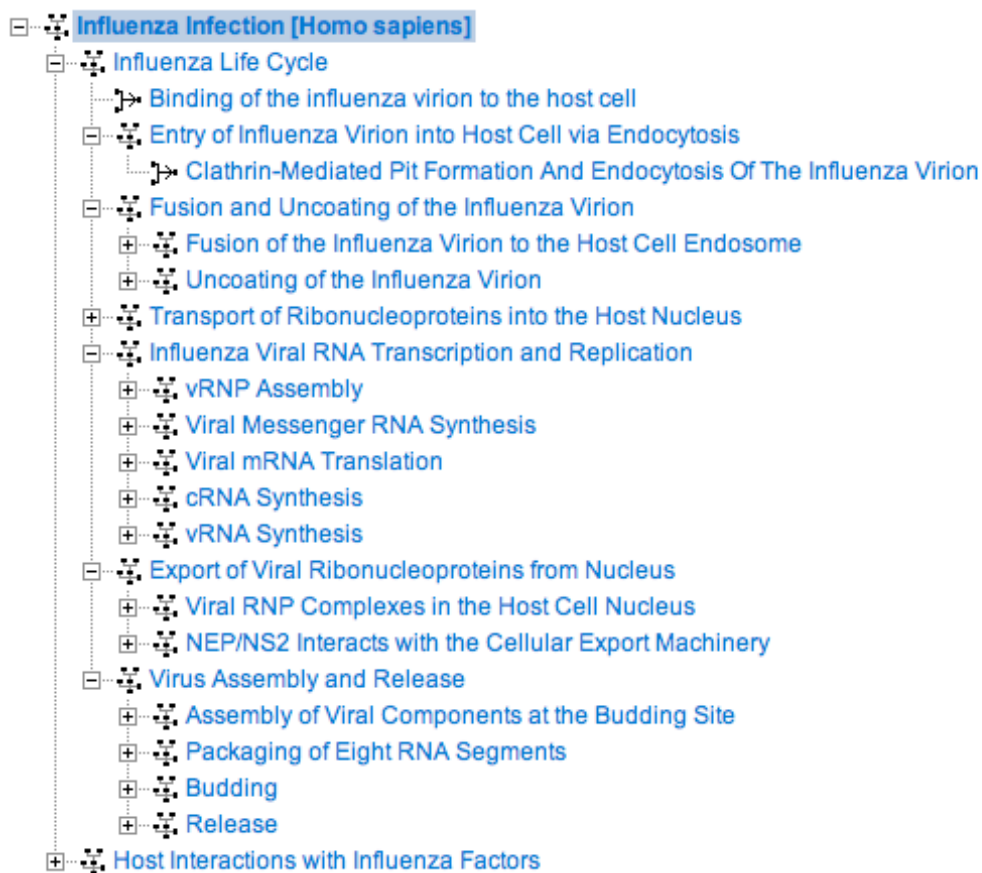 Influenza Infection [Homo sapiens]
Influenza Life Cycle
Binding of the influenza virion to the host cell
Entry of Influenza Virion into Host Cell via Endocytosis
Clathrin-Mediated Pit Formation And Endocytosis Of The Influenza Virion
Fusion and Uncoating of the Influenza Virion
Fusion of the Influenza Virion to the Host Cell Endosome
Uncoating of the Influenza Virion
Transport of Ribonucleoproteins into the Host Nucleus
Influenza Viral RNA Transcription and Replication
vRNP Assembly
Viral Messenger RNA Synthesis
Viral mRNA Translation
cRNA Synthesis
vRNA Synthesis
Export of Viral Ribonucleoproteins from Nucleus
Viral RNP Complexes in the Host Cell Nucleus
NEP/NS2 Interacts with the Cellular Export Machinery
Virus Assembly and Release
Assembly of Viral Components at the Budding Site
Packaging of Eight RNA Segments
Budding
Release
Host Interactions with Influenza Factors